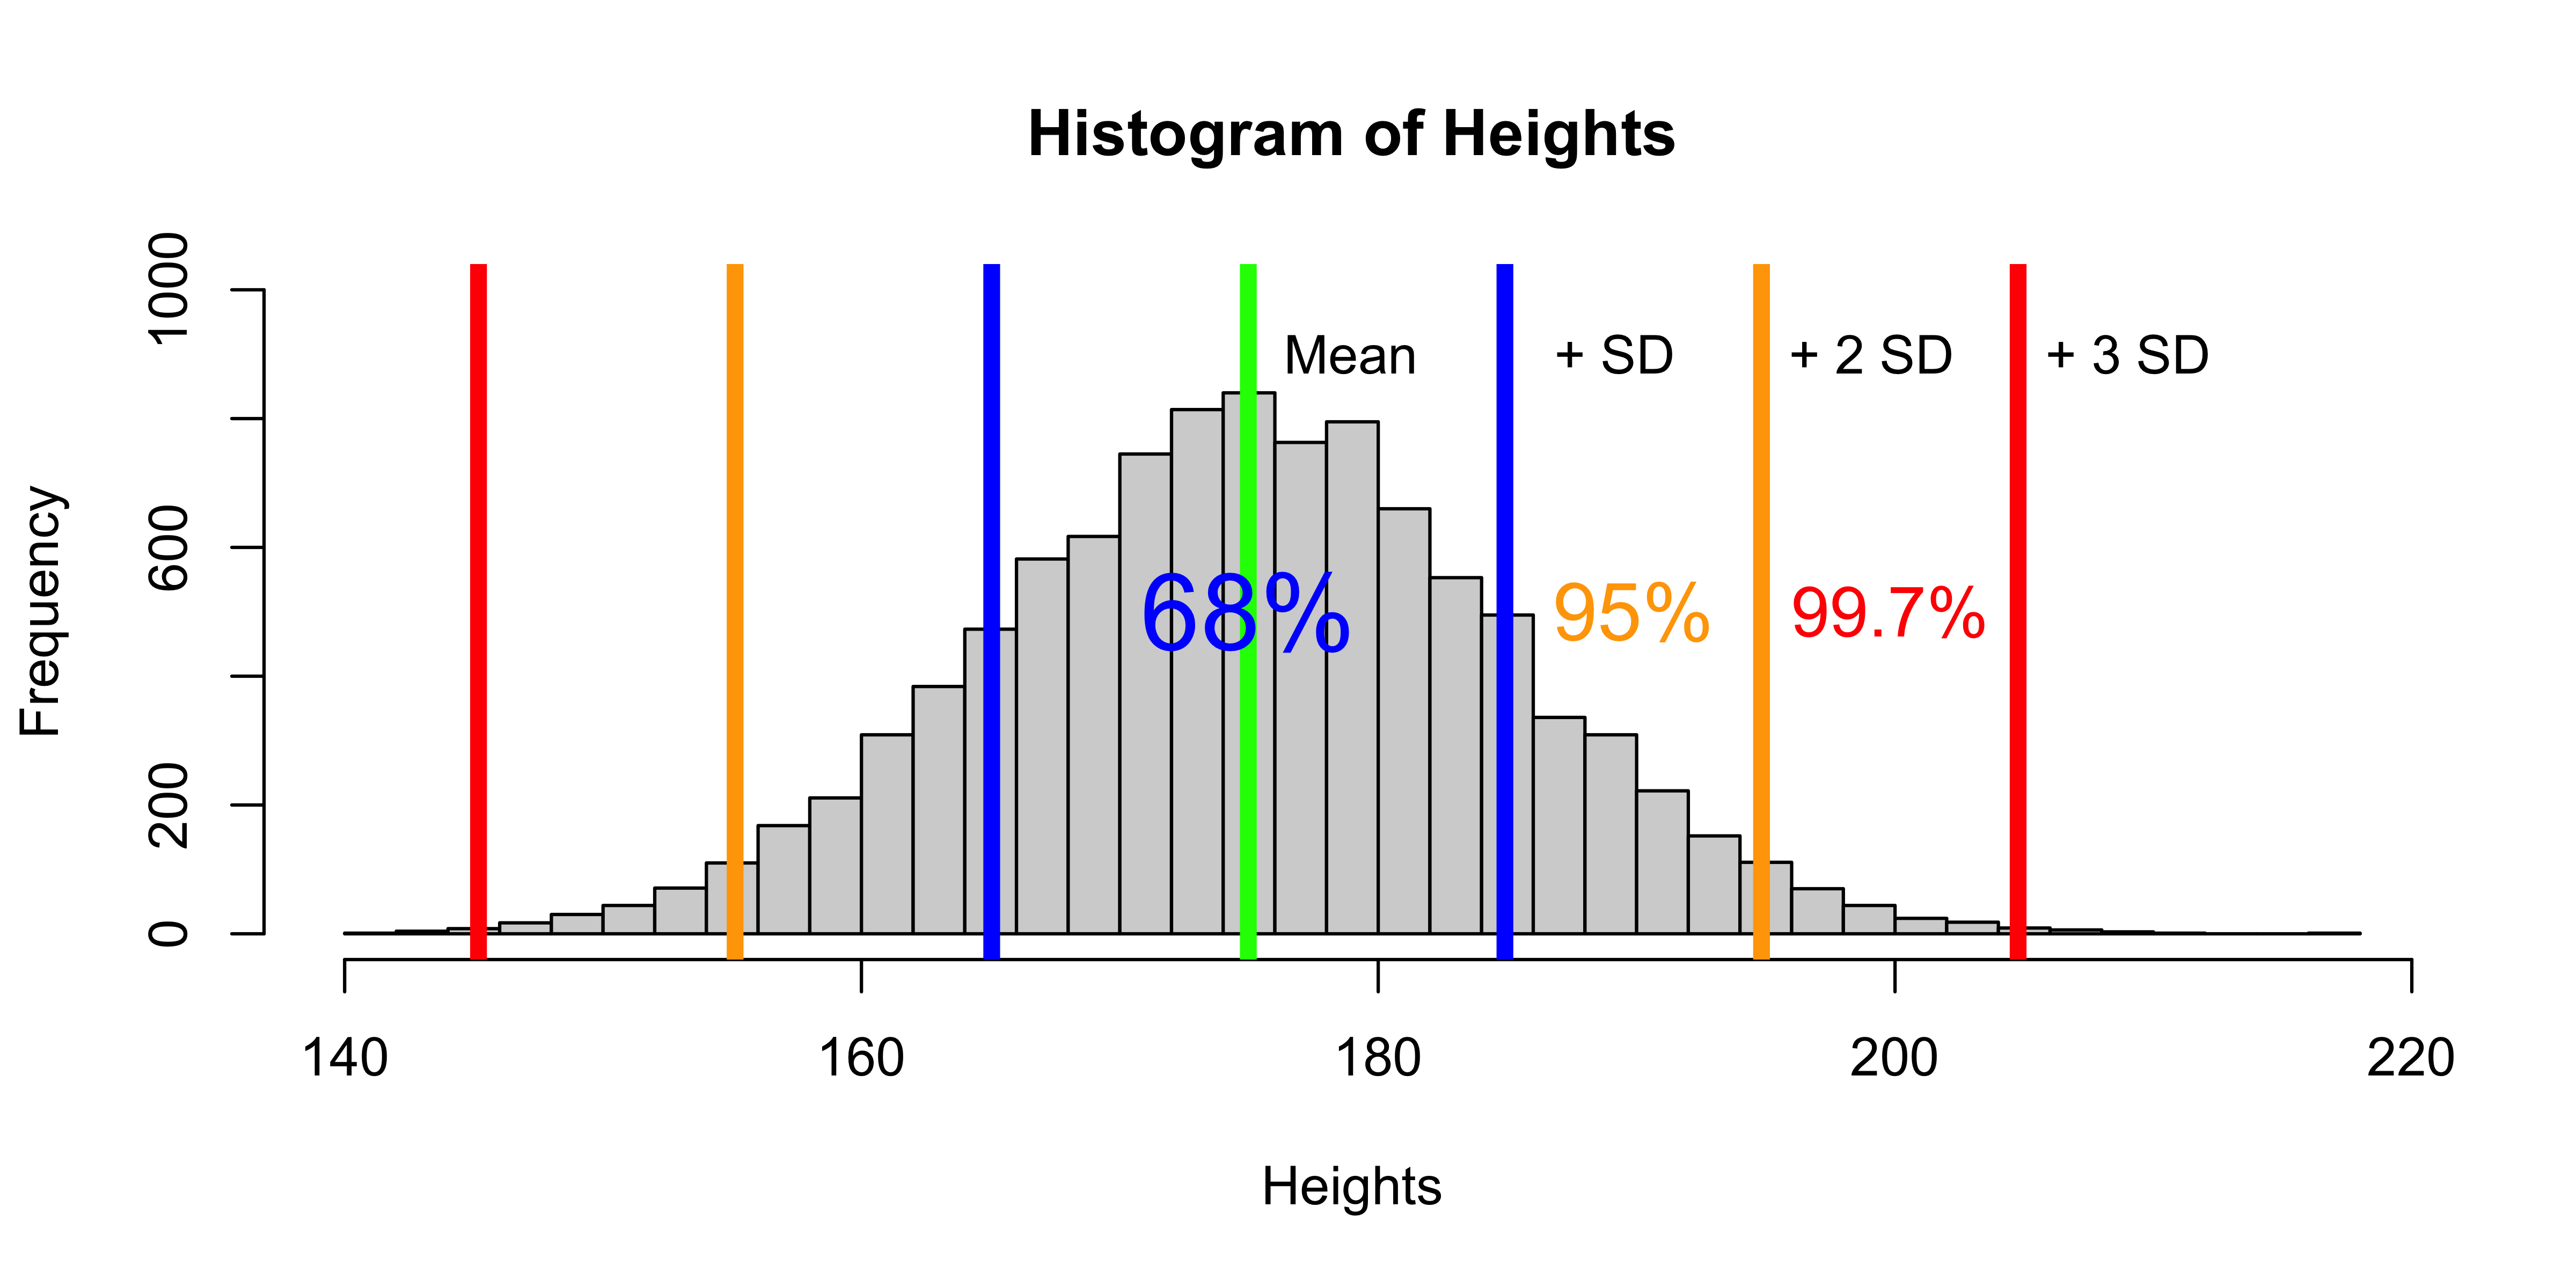 Histogram of Heights
1000
600
200
0
Frequency
Mean
+ SD
+ 2 SD
+ 3 SD
68%
95%
99.7%
140
160
180
200
220
Heights